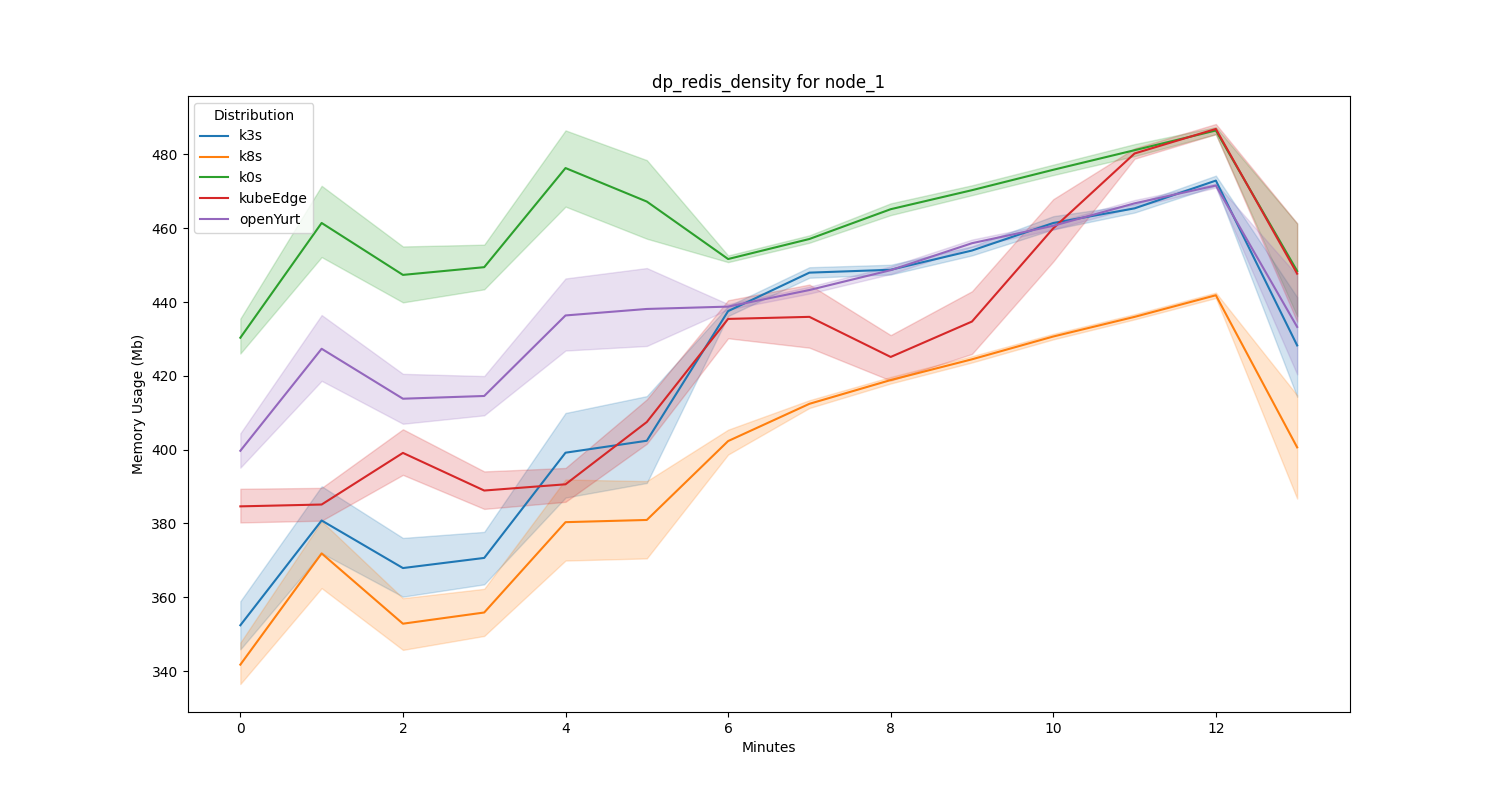 dp_redis_density for node_1
Distribution
k3s
k8s
k0s
kubeEdge
openYurt
Memory Usage (Mb)
480
460
440
420
400
380
360
340
0 2 4 6 8 10 12
Minutes